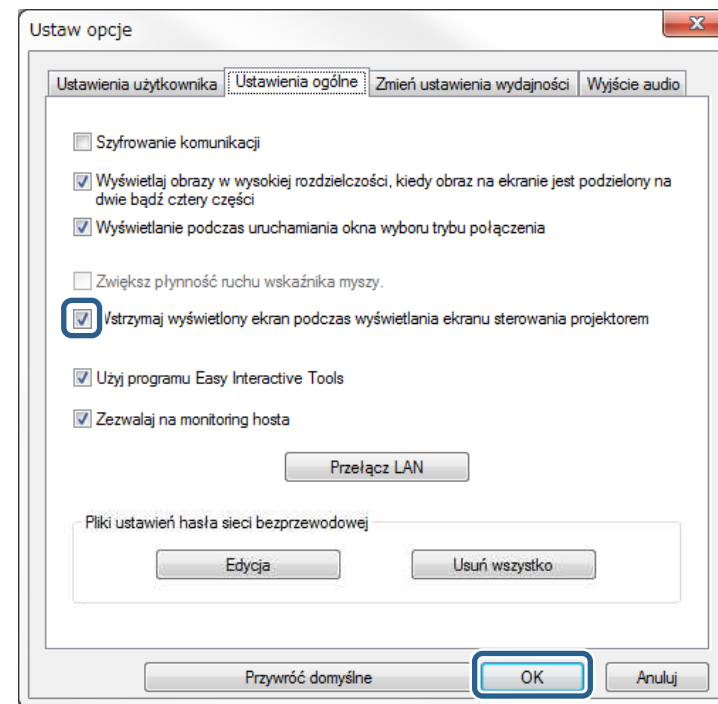 Ustaw opcje
Ustawienia użytkownika Ustawienia ogólne Zmień ustawienia wydajności Wyjście audio
Szyfrowanie komunikacji
Wyświetlaj obrazy w wysokiej rozdzielczości, kiedy obraz na ekranie jest podzielony na
dwie bądź cztery części
Wyświetlanie podczas uruchamiania okna wyboru trybu połączenia
Zwiększ płynność ruchu wskaźnika myszy.
Wstrzymaj wyświetlony ekran podczas wyświetlania ekranu sterowania projektorem
Użyj programu Easy Interactive Tools
Zezwalaj na monitoring hosta
Przełącz LAN
Pliki ustawień hasła sieci bezprzewodowej
Edycja Usuń wszystko
Przywróć domyślne OK Anuluj